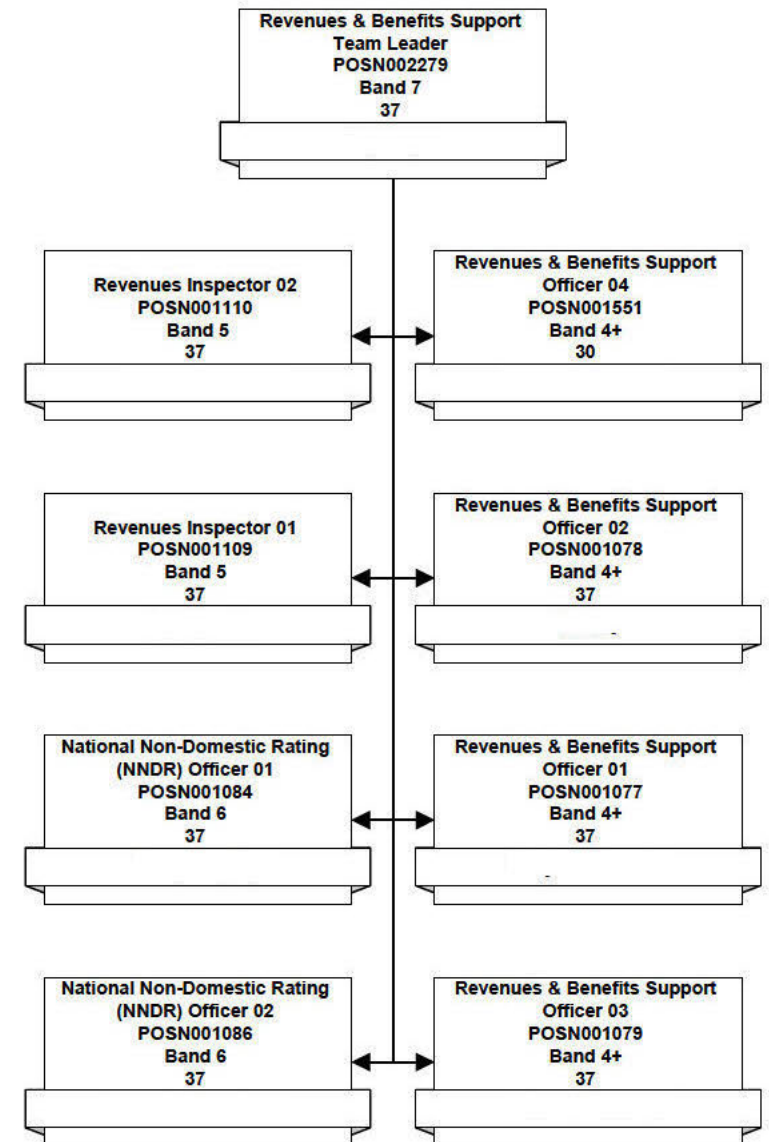 Revenues & Benefits Support
Team Leader
POSN002279
Band 7
37
Revenues Inspector 02
POSN001110
Band 5
37
Revenues & Benefits Support
Officer 04
POSN001551
Band 4+
30
Revenues Inspector 01
POSN001109
Band 5
37
Revenues & Benefits Support
Officer 02
POSN001078
Band 4+
37
National Non-Domestic Rating
(NNDR) Officer 01
POSN001084
Band 6
37
Revenues & Benefits Support
Officer 01
POSN001077
Band 4+
37
National Non-Domestic Rating
(NNDR) Officer 02
POSN001086
Band 6
37
Revenues & Benefits Support
Officer 03
POSN001079
Band 4+
37